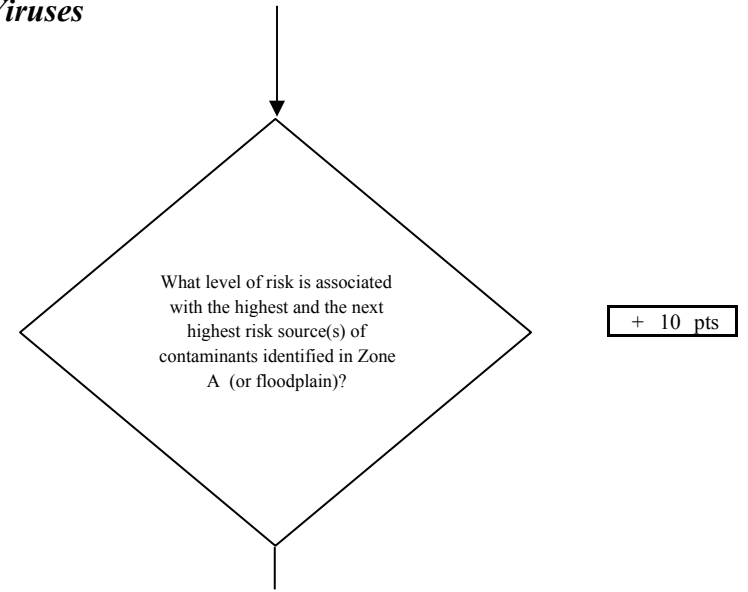 Viruses
What level of risk is associated
with the highest and the next
highest risk source(s) of
contaminants identified in Zone
A (or floodplain)?
+ 10 pts